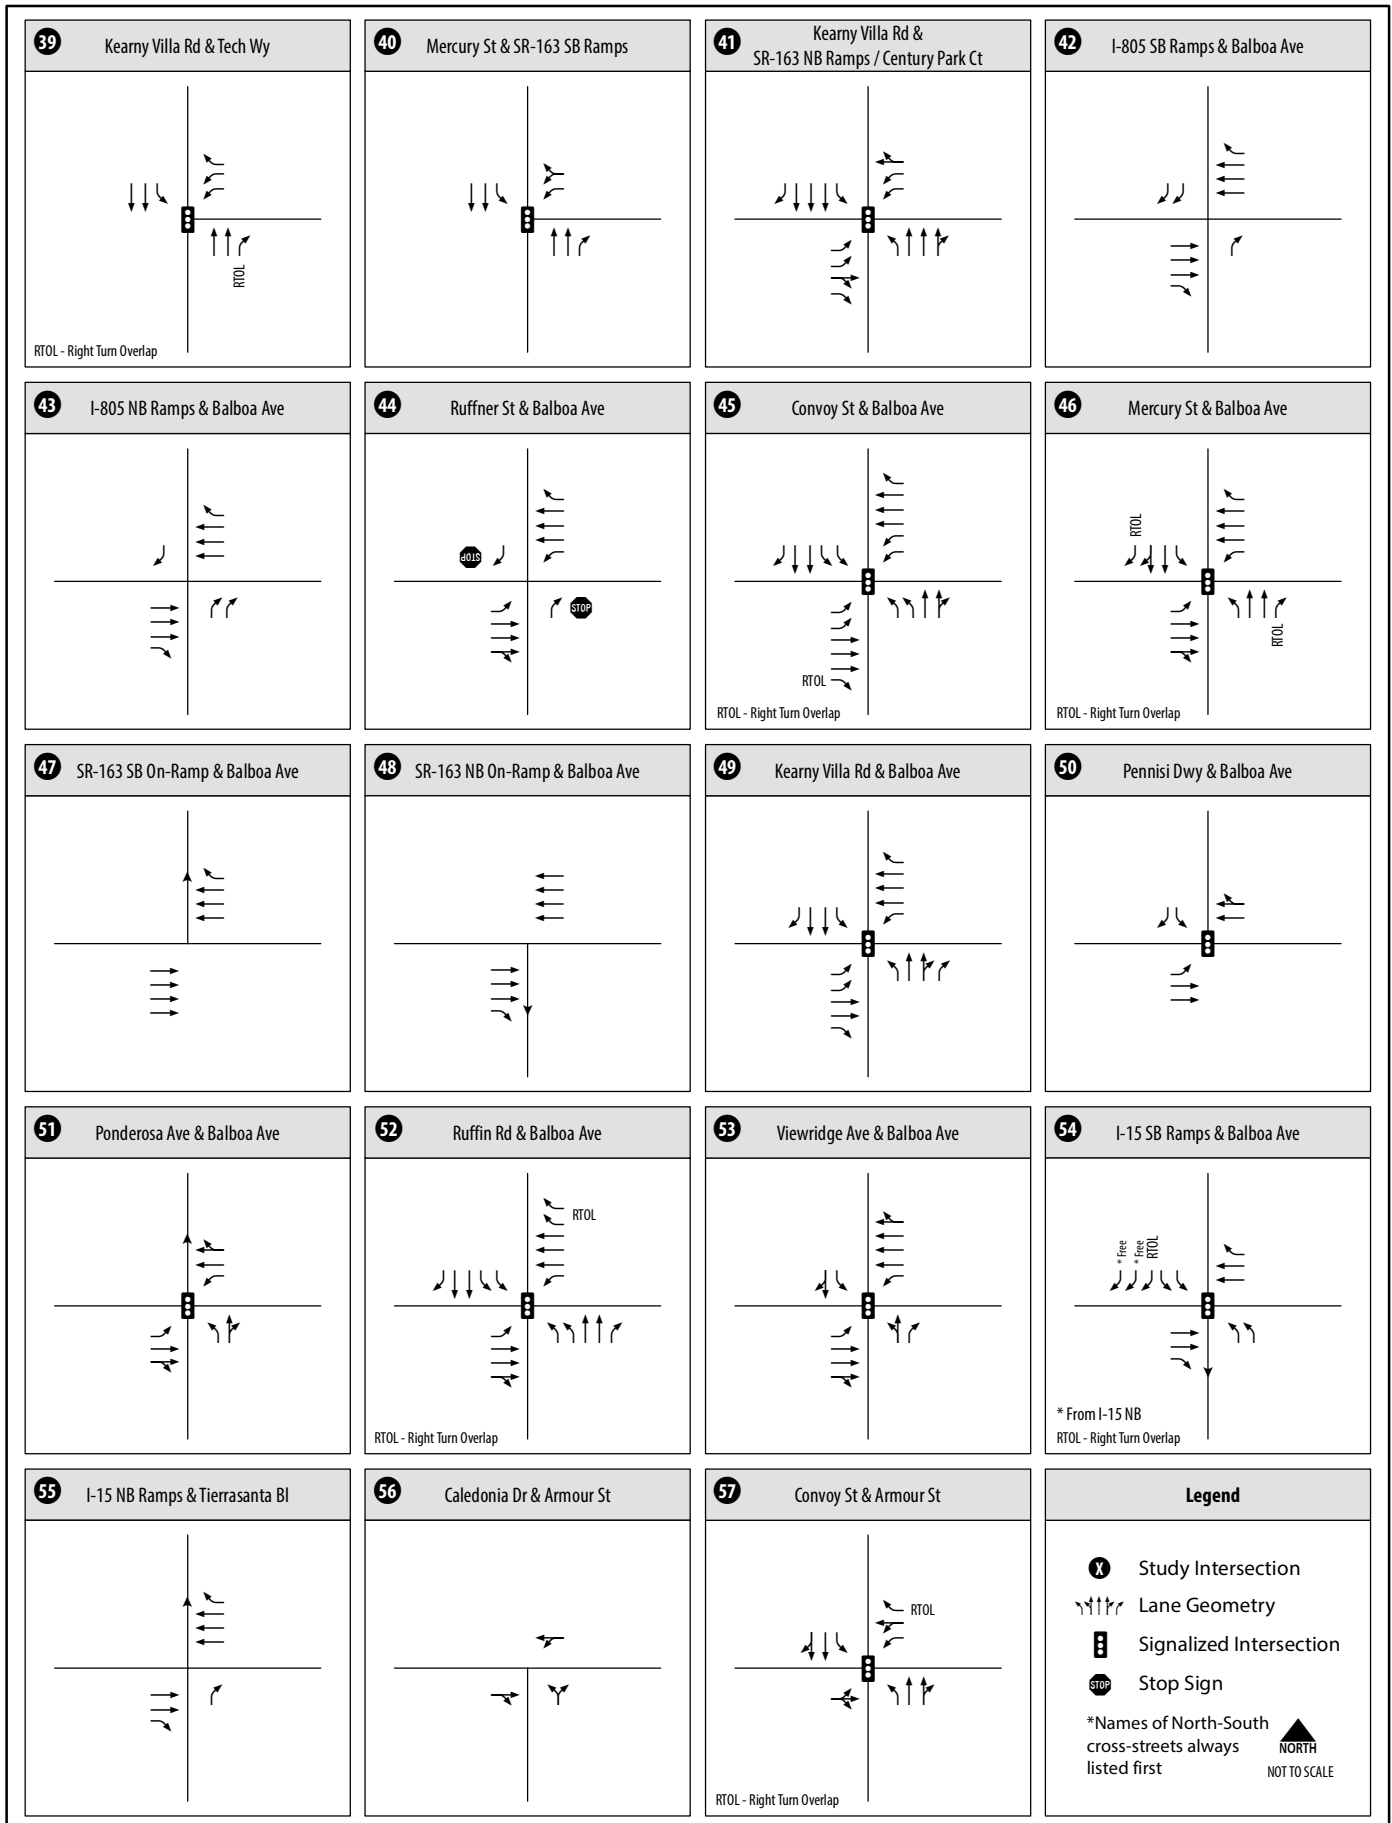 39 Kearny Villa Rd & Tech Wy
RTOL
RTOL - Right Turn Overlap
40 Mercury St & SR-163 SB Ramps
41 Kearny Villa Rd &
SR-163 NB Ramps / Century Park Ct
42 I-805 SB Ramps & Balboa Ave
43 I-805 NB Ramps & Balboa Ave
44 Ruffner St & Balboa Ave
STOP
STOP
45 Convoy St & Balboa Ave
RTOL
RTOL - Right Turn Overlap
46 Mercury St & Balboa Ave
RTOL
RTOL
RTOL - Right Turn Overlap
47 SR-163 SB On-Ramp & Balboa Ave
48 SR-163 NB On-Ramp & Balboa Ave
49 Kearny Villa Rd & Balboa Ave
50 Pennisi Dwy & Balboa Ave
51 Ponderosa Ave & Balboa Ave
52 Ruffin Rd & Balboa Ave
RTOL
RTOL - Right Turn Overlap
53 Viewridge Ave & Balboa Ave
54 I-15 SB Ramps & Balboa Ave
* Free
* Free
RTOL
* From I-15 NB
RTOL - Right Turn Overlap
55 I-15 NB Ramps & Tierrasanta Bl
56 Caledonia Dr & Armour St
57 Convoy St & Armour St
RTOL
RTOL - Right Turn Overlap
Legend
X Study Intersection
Lane Geometry
Signalized Intersection
STOP Stop Sign
*Names of North-South
cross-streets always
listed first
NORTH
NOT TO SCALE